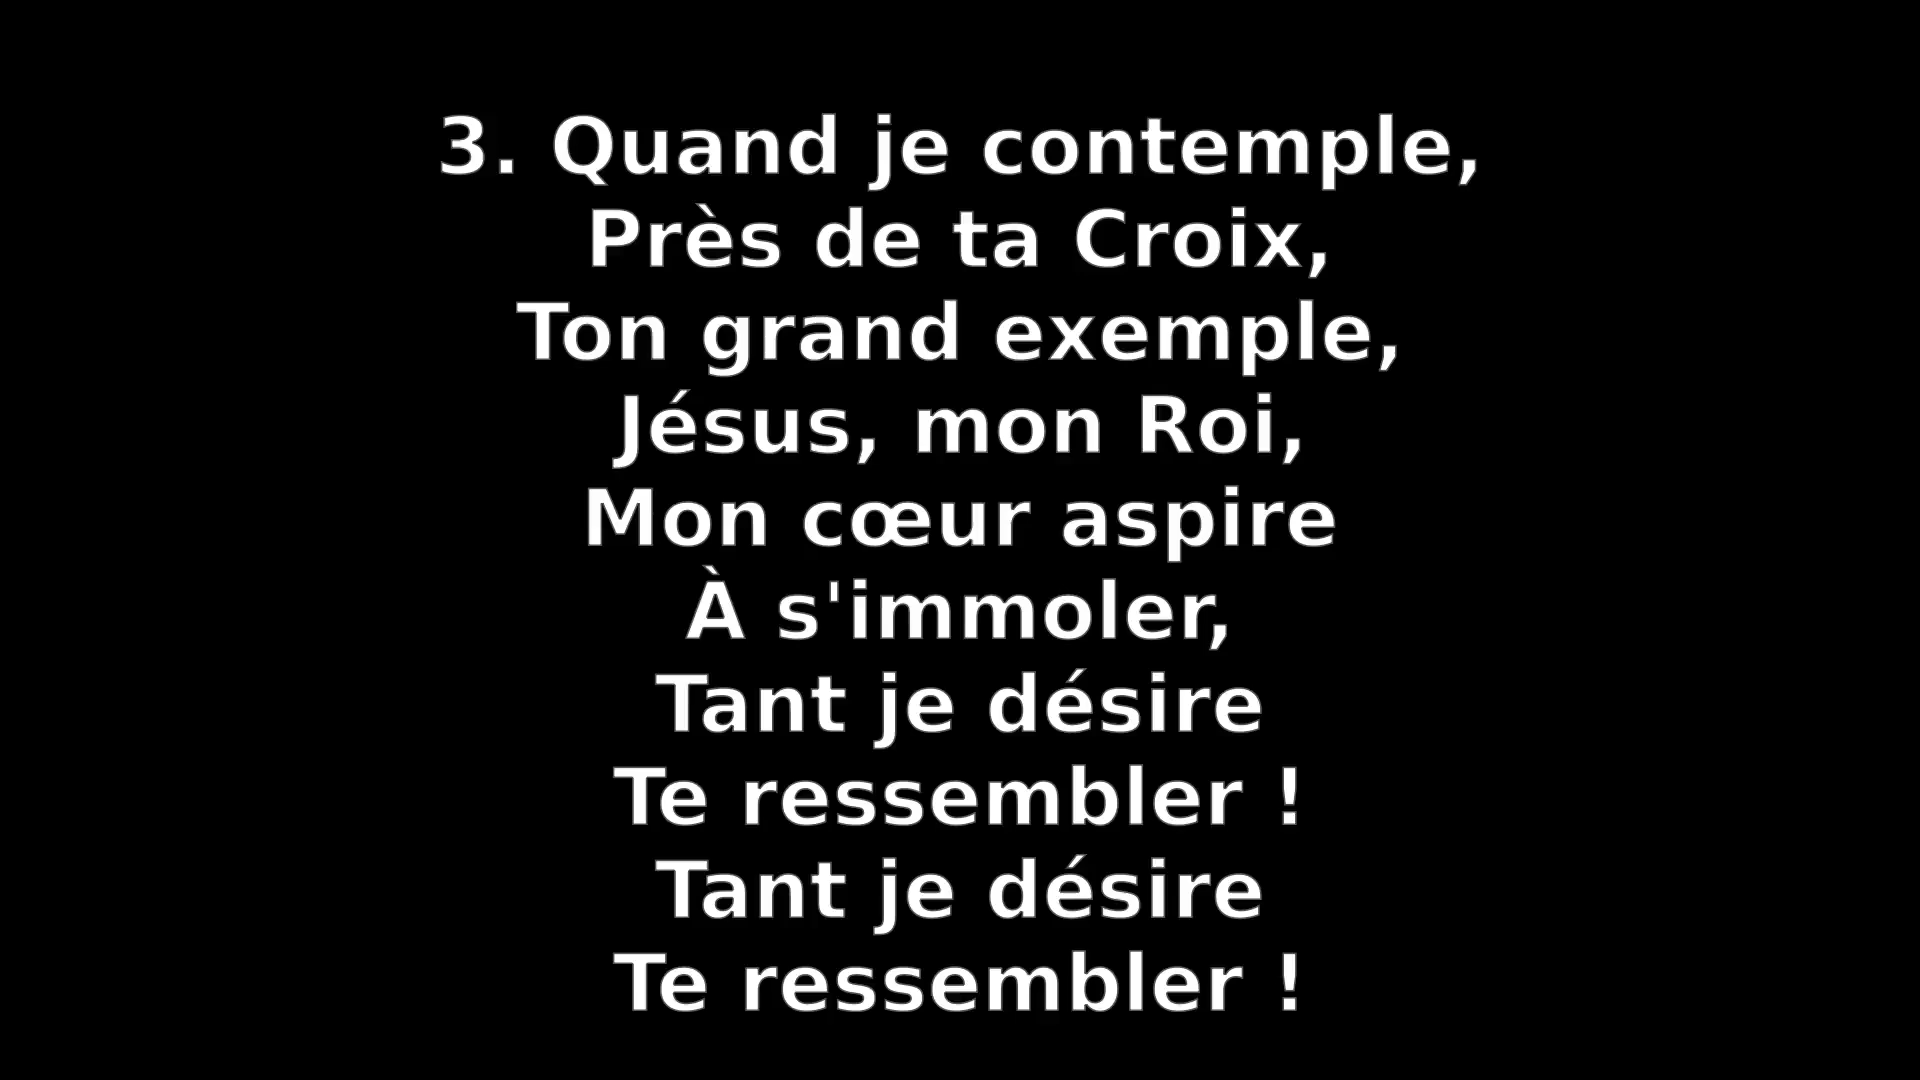 3. Quand je contemple,
Près de ta Croix,
Ton grand exemple,
Jésus, mon Roi,
Mon cœur aspire
À s'immoler,
Tant je désire
Te ressembler !
Tant je désire
Te ressembler !